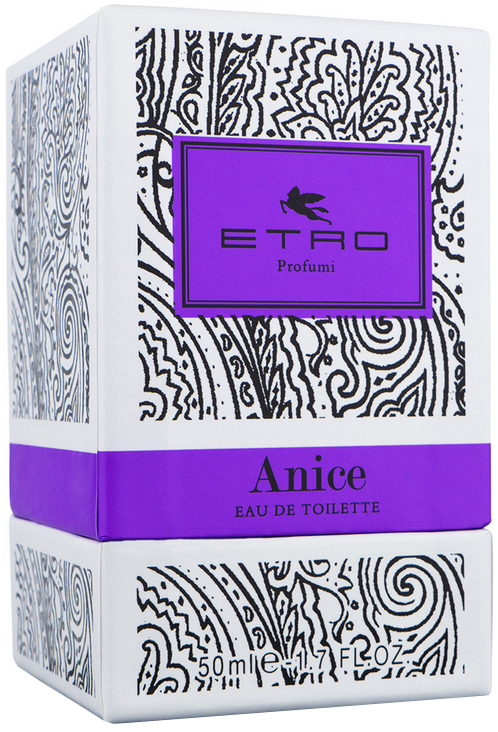 ETRO
Profumi
Anice
EAU DE TOILETTE
50ml e - 1.7 FL.OZ.